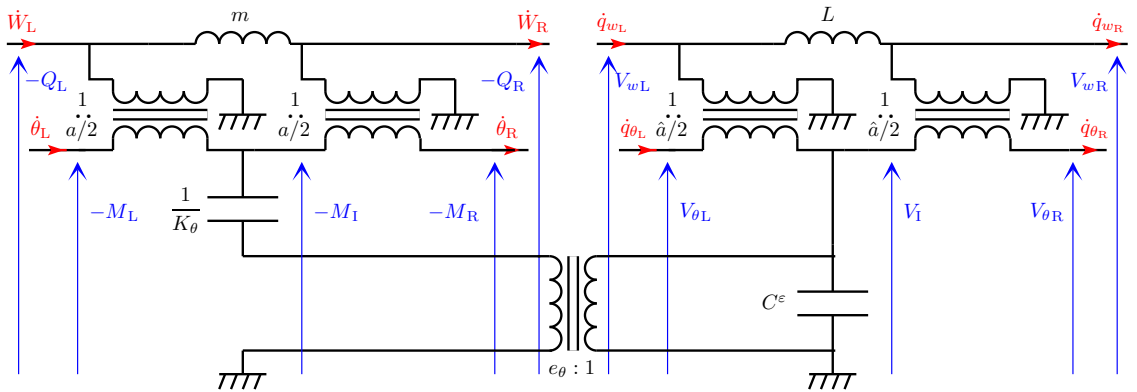 Ẇ_L m Ẇ_R q̇_{w_L} L q̇_{w_R}
−Q_L −Q_R V_{wL} V_{wR}
1 1 1 1
.. .. .. ..
θ̇_L a/2 a/2 θ̇_R q̇_{θ_L} â/2 â/2 q̇_{θ_R}
−M_L 1/K_θ −M_I −M_R V_{θL} V_I V_{θR}
C^ε
e_θ : 1